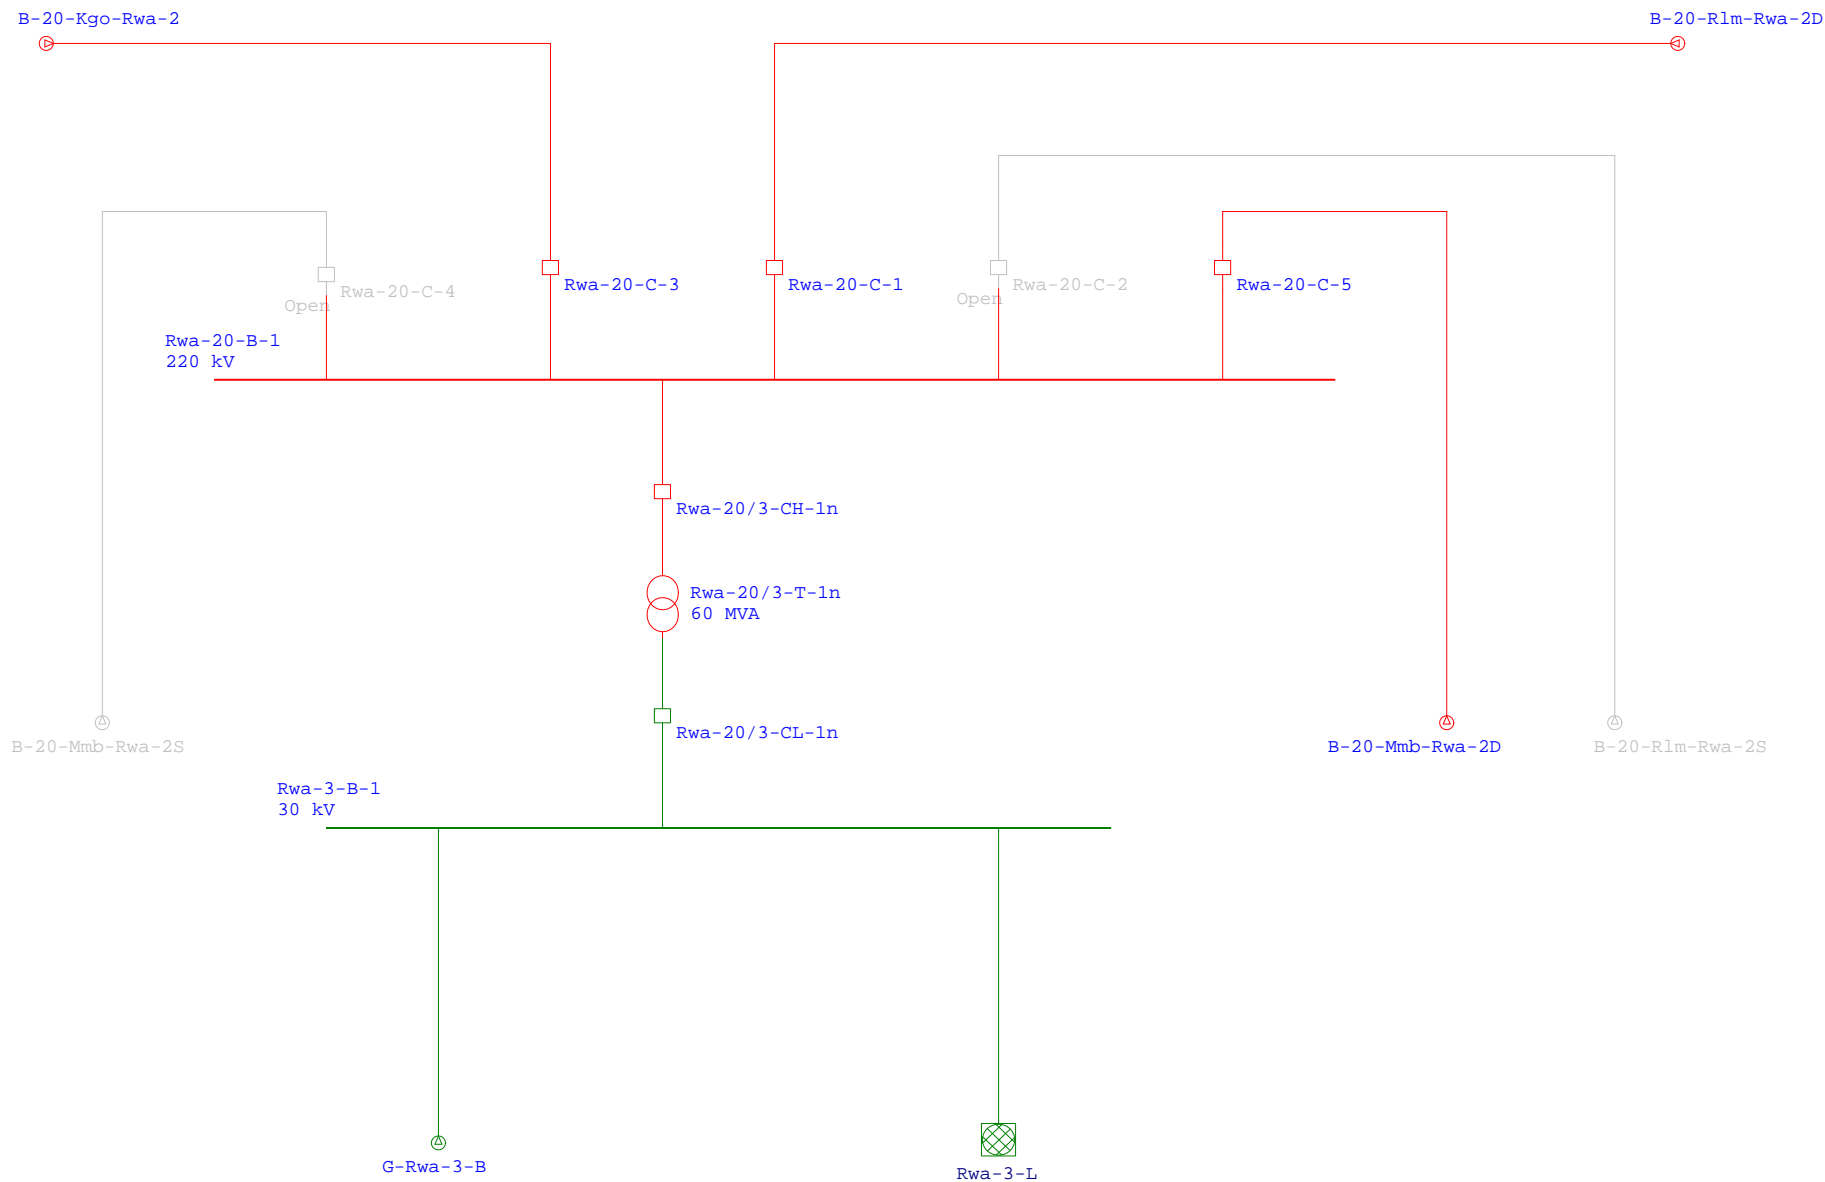 B-20-Kgo-Rwa-2
B-20-Rlm-Rwa-2D
Rwa-20-C-4
Open
Rwa-20-C-3
Rwa-20-C-1
Rwa-20-C-2
Open
Rwa-20-C-5
Rwa-20-B-1
220 kV
Rwa-20/3-CH-1n
Rwa-20/3-T-1n
60 MVA
Rwa-20/3-CL-1n
B-20-Mmb-Rwa-2S
B-20-Mmb-Rwa-2D
B-20-Rlm-Rwa-2S
Rwa-3-B-1
30 kV
G-Rwa-3-B
Rwa-3-L